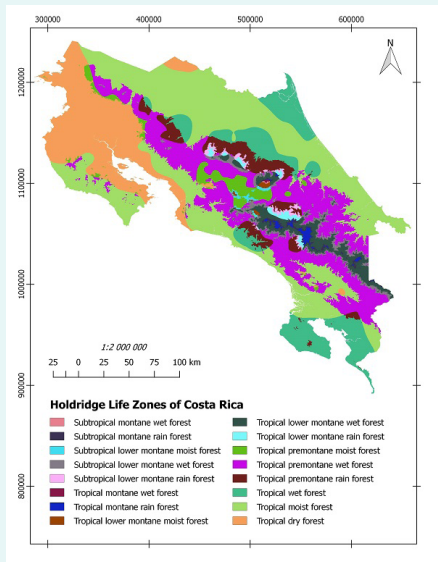 300000 400000 500000 600000
N
1200000
1100000
1000000
900000
800000
1:2 000 000
25 0 25 50 75 100 km
Holdridge Life Zones of Costa Rica
Subtropical montane wet forest
Subtropical montane rain forest
Subtropical lower montane moist forest
Subtropical lower montane wet forest
Subtropical lower montane rain forest
Tropical montane wet forest
Tropical montane rain forest
Tropical lower montane moist forest
Tropical lower montane wet forest
Tropical lower montane rain forest
Tropical premontane moist forest
Tropical premontane wet forest
Tropical premontane rain forest
Tropical wet forest
Tropical moist forest
Tropical dry forest